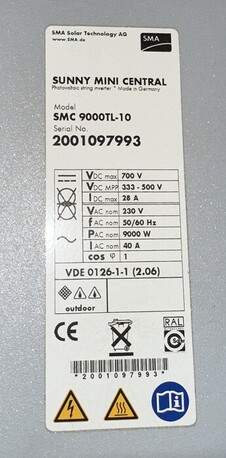 SMA Solar Technology AG
www.SMA.de
SMA
SUNNY MINI CENTRAL
Photovoltaic string inverter * Made in Germany
Model
SMC 9000TL-10
Serial No.
2001097993
VDC max 700 V
VDC MPP 333 - 500 V
IDC max 28 A
VAC nom 230 V
fAC nom 50/60 Hz
PAC nom 9000 W
IAC nom 40 A
cos φ 1
VDE 0126-1-1 (2.06)
outdoor
CE
RAL
*2001097993*